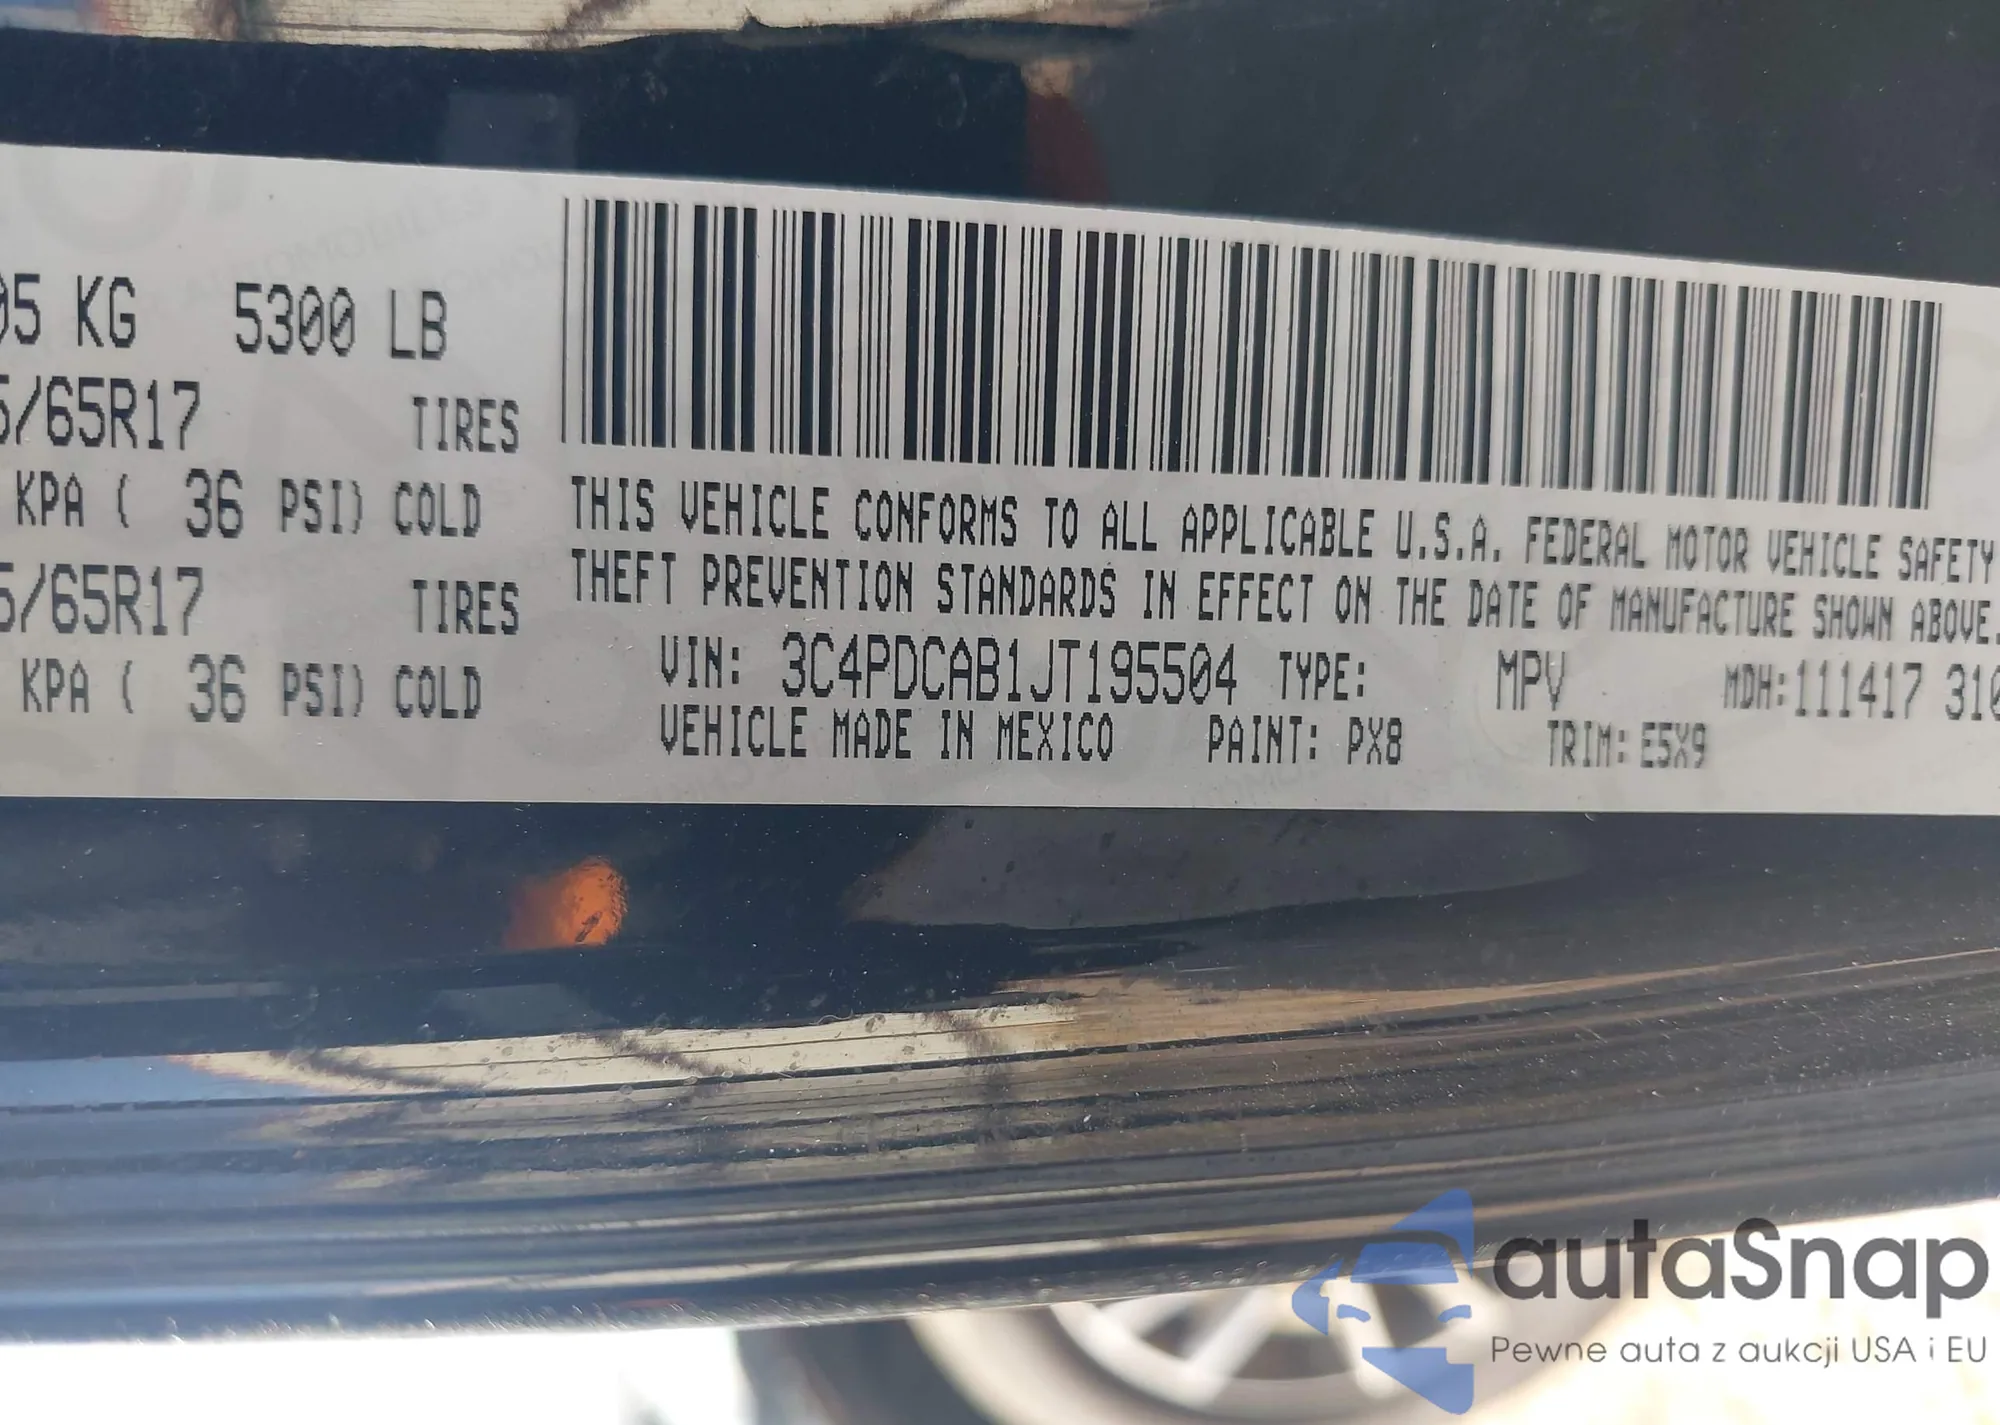 05 KG 5300 LB
5/65R17 TIRES
KPA ( 36 PSI) COLD
5/65R17 TIRES
KPA ( 36 PSI) COLD
THIS VEHICLE CONFORMS TO ALL APPLICABLE U.S.A. FEDERAL MOTOR VEHICLE SAFETY
THEFT PREVENTION STANDARDS IN EFFECT ON THE DATE OF MANUFACTURE SHOWN ABOVE.
VIN: 3C4PDCAB1JT195504 TYPE: MPV MDH:111417 310
VEHICLE MADE IN MEXICO PAINT: PX8 TRIM: E5X9
autoSnap
Pewne auta z aukcji USA i EU